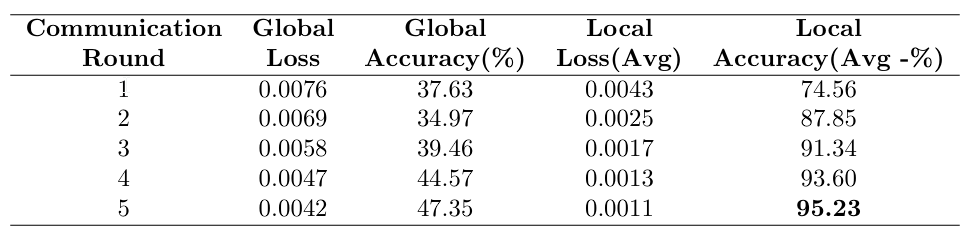 Communication Global Global Local Local
Round Loss Accuracy(%) Loss(Avg) Accuracy(Avg -%)
1 0.0076 37.63 0.0043 74.56
2 0.0069 34.97 0.0025 87.85
3 0.0058 39.46 0.0017 91.34
4 0.0047 44.57 0.0013 93.60
5 0.0042 47.35 0.0011 95.23